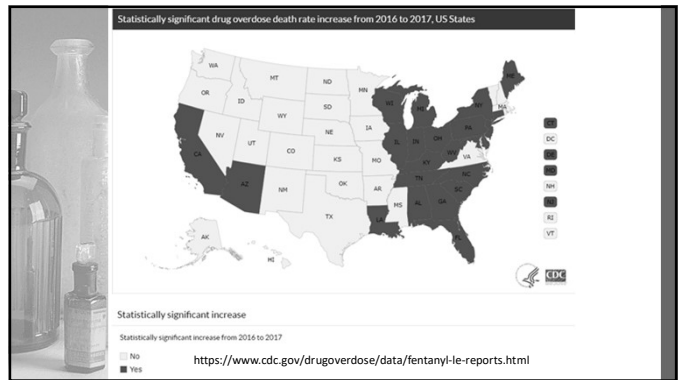 Statistically significant drug overdose death rate increase from 2016 to 2017, US States
WA
MT
ND
MN
OR
ID
SD
WI
MI
NY
ME
MA
WY
IA
NE
PA
NV
UT
CO
IL
IN
OH
WV
VA
CA
KS
MO
KY
AZ
NM
OK
AR
TN
NC
SC
TX
LA
MS
AL
GA
FL
AK
HI
CT
DC
DE
MD
NH
NJ
RI
VT
CDC
Statistically significant increase
Statistically significant increase from 2016 to 2017
No
https://www.cdc.gov/drugoverdose/data/fentanyl-le-reports.html
Yes